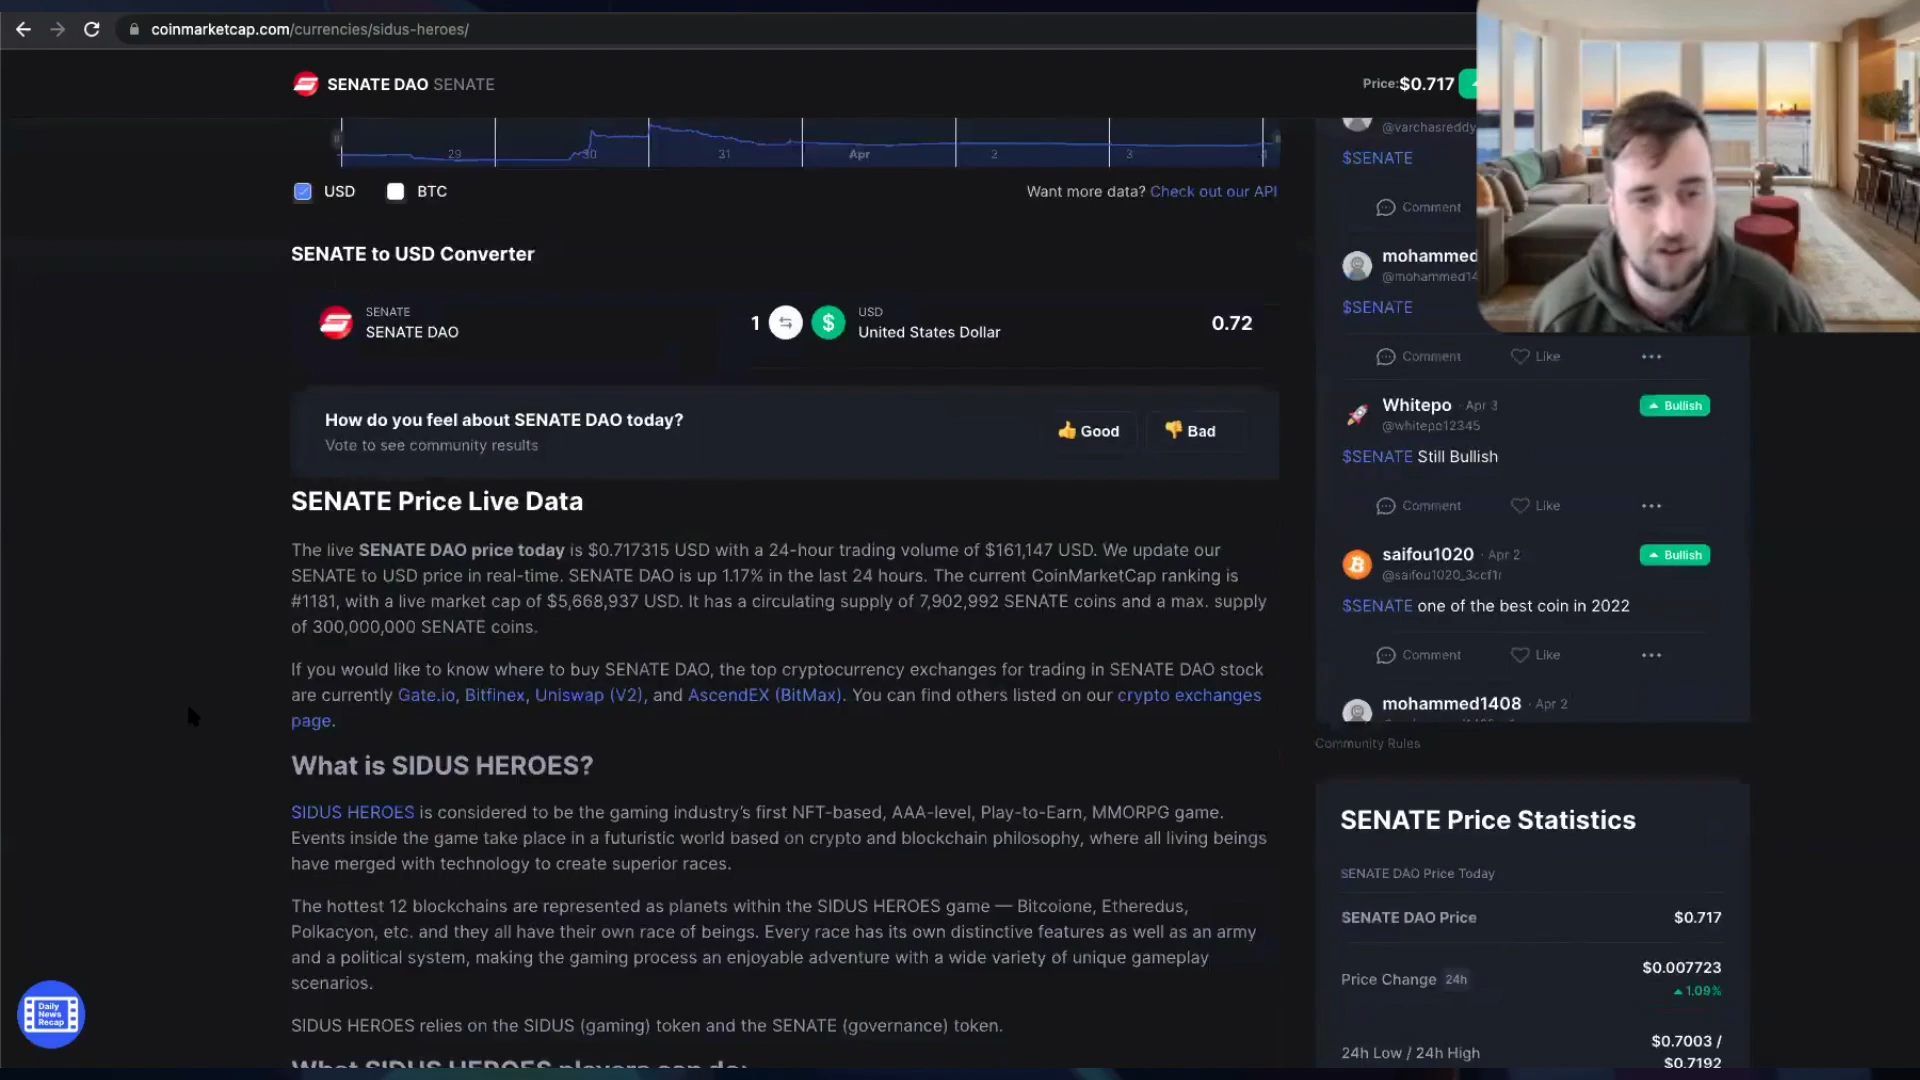 coinmarketcap.com/currencies/sidus-heroes/
SENATE DAO SENATE
Price:$0.717
29 30 31 Apr 2 3
USD BTC
Want more data? Check out our API
SENATE to USD Converter
SENATE
SENATE DAO
1
USD
United States Dollar
0.72
How do you feel about SENATE DAO today?
Vote to see community results
👍 Good 👎 Bad
SENATE Price Live Data
The live SENATE DAO price today is $0.717315 USD with a 24-hour trading volume of $161,147 USD. We update our
SENATE to USD price in real-time. SENATE DAO is up 1.17% in the last 24 hours. The current CoinMarketCap ranking is
#1181, with a live market cap of $5,668,937 USD. It has a circulating supply of 7,902,992 SENATE coins and a max. supply
of 300,000,000 SENATE coins.
If you would like to know where to buy SENATE DAO, the top cryptocurrency exchanges for trading in SENATE DAO stock
are currently Gate.io, Bitfinex, Uniswap (V2), and AscendEX (BitMax). You can find others listed on our crypto exchanges
page.
What is SIDUS HEROES?
SIDUS HEROES is considered to be the gaming industry's first NFT-based, AAA-level, Play-to-Earn, MMORPG game.
Events inside the game take place in a futuristic world based on crypto and blockchain philosophy, where all living beings
have merged with technology to create superior races.
The hottest 12 blockchains are represented as planets within the SIDUS HEROES game — Bitcoione, Etheredus,
Polkacyon, etc. and they all have their own race of beings. Every race has its own distinctive features as well as an army
and a political system, making the gaming process an enjoyable adventure with a wide variety of unique gameplay
scenarios.
SIDUS HEROES relies on the SIDUS (gaming) token and the SENATE (governance) token.
What SIDUS HEROES players can do:
@varchasreddy
$SENATE
Comment
mohammed
@mohammed14
$SENATE
Comment Like
Whitepo · Apr 3
Bullish
@whitepo12345
$SENATE Still Bullish
Comment Like
saifou1020 · Apr 2
Bullish
@saifou1020_3ccf1r
$SENATE one of the best coin in 2022
Comment Like
mohammed1408 · Apr 2
Community Rules
SENATE Price Statistics
SENATE DAO Price Today
SENATE DAO Price $0.717
Price Change 24h $0.007723
1.09%
24h Low / 24h High $0.7003 /
$0.7192
Daily
News
Recap